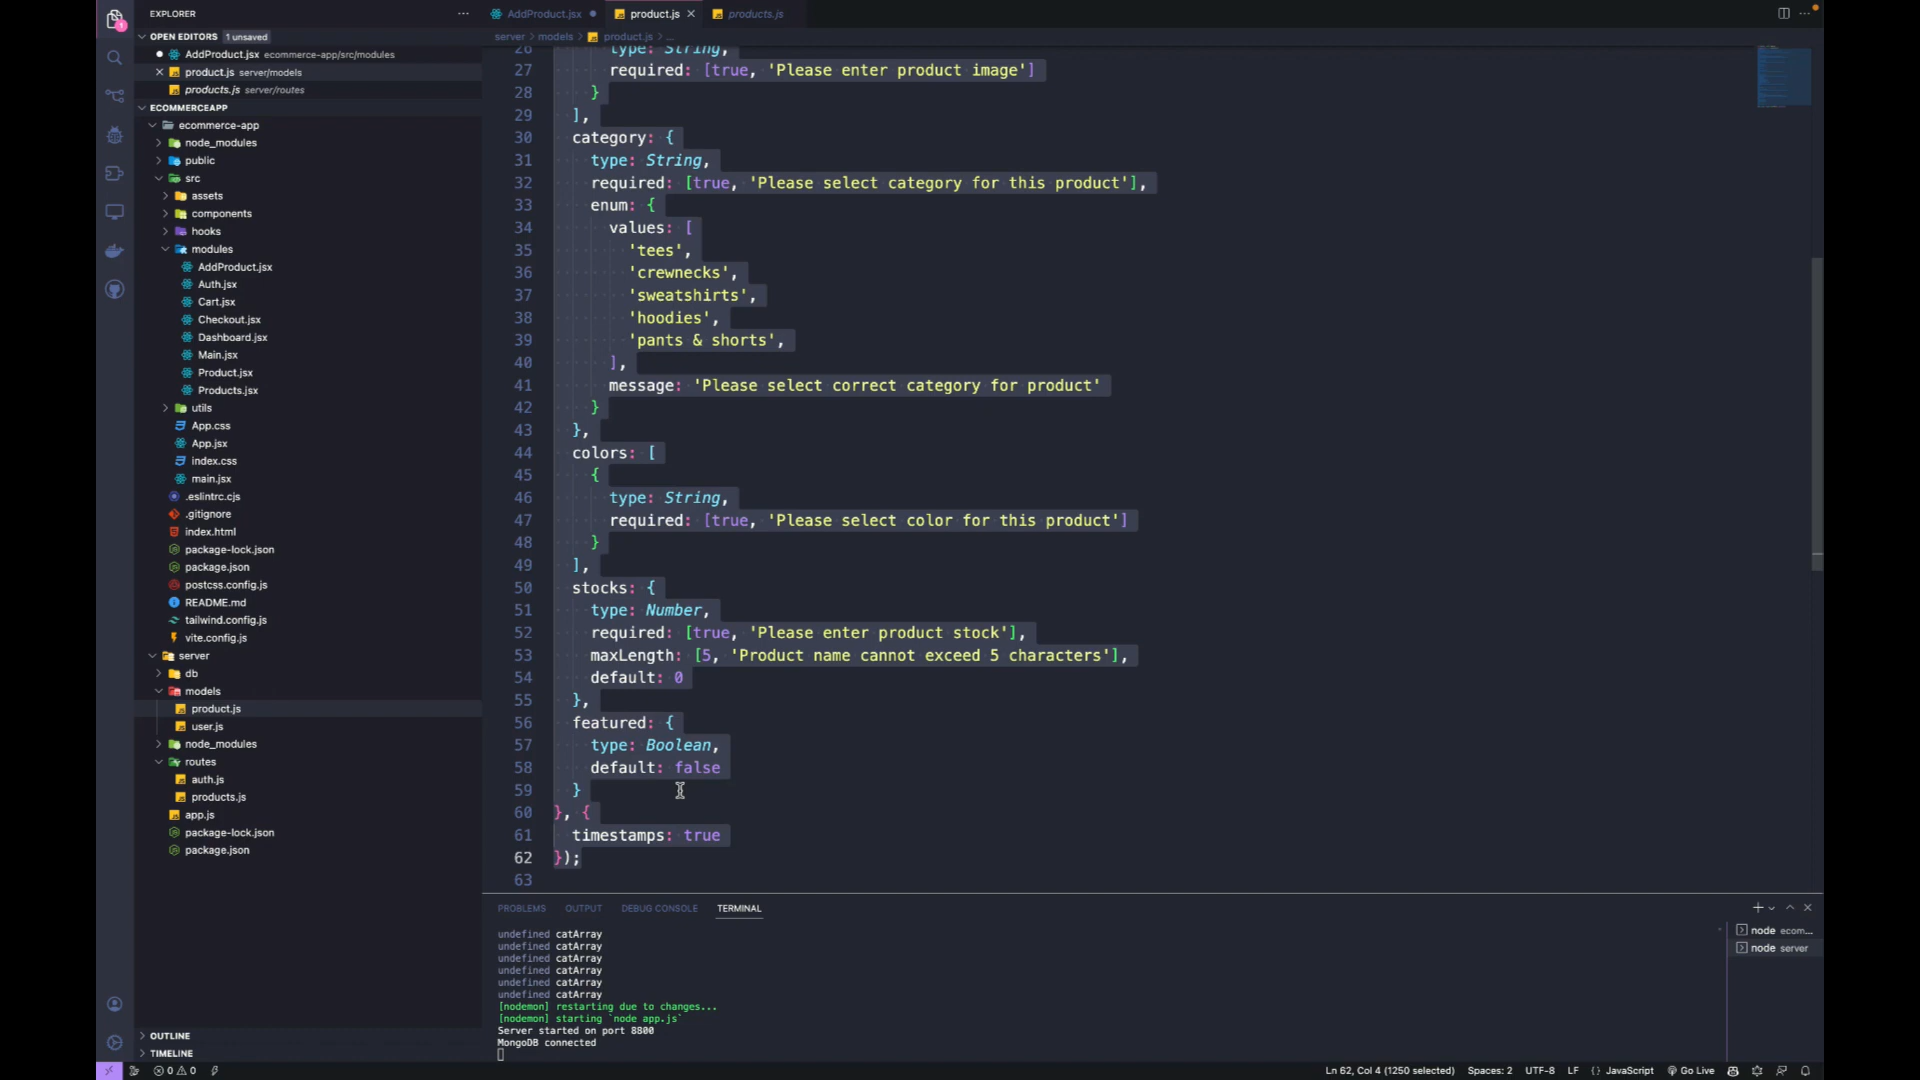 EXPLORER
OPEN EDITORS 1 unsaved
AddProduct.jsx ecommerce-app/src/modules
product.js server/models
products.js server/routes
ECOMMERCEAPP
ecommerce-app
node_modules
public
src
assets
components
hooks
modules
AddProduct.jsx
Auth.jsx
Cart.jsx
Checkout.jsx
Dashboard.jsx
Main.jsx
Product.jsx
Products.jsx
utils
App.css
App.jsx
index.css
main.jsx
.eslintrc.cjs
.gitignore
index.html
package-lock.json
package.json
postcss.config.js
README.md
tailwind.config.js
vite.config.js
server
db
models
product.js
user.js
node_modules
routes
auth.js
products.js
app.js
package-lock.json
package.json
OUTLINE
TIMELINE
AddProduct.jsx
product.js
products.js
server > models > product.js > ...
26 type: String,
27 required: [true, 'Please enter product image']
28 }
29 ],
30 category: {
31 type: String,
32 required: [true, 'Please select category for this product'],
33 enum: {
34 values: [
35 'tees',
36 'crewnecks',
37 'sweatshirts',
38 'hoodies',
39 'pants & shorts',
40 ],
41 message: 'Please select correct category for product'
42 }
43 },
44 colors: [
45 {
46 type: String,
47 required: [true, 'Please select color for this product']
48 }
49 ],
50 stocks: {
51 type: Number,
52 required: [true, 'Please enter product stock'],
53 maxLength: [5, 'Product name cannot exceed 5 characters'],
54 default: 0
55 },
56 featured: {
57 type: Boolean,
58 default: false
59 }
60 }, {
61 timestamps: true
62 });
63
PROBLEMS OUTPUT DEBUG CONSOLE TERMINAL
undefined catArray
undefined catArray
undefined catArray
undefined catArray
undefined catArray
undefined catArray
[nodemon] restarting due to changes...
[nodemon] starting `node app.js`
Server started on port 8800
MongoDB connected
node ecom...
node server
0 0
Ln 62, Col 4 (1250 selected) Spaces: 2 UTF-8 LF {} JavaScript Go Live